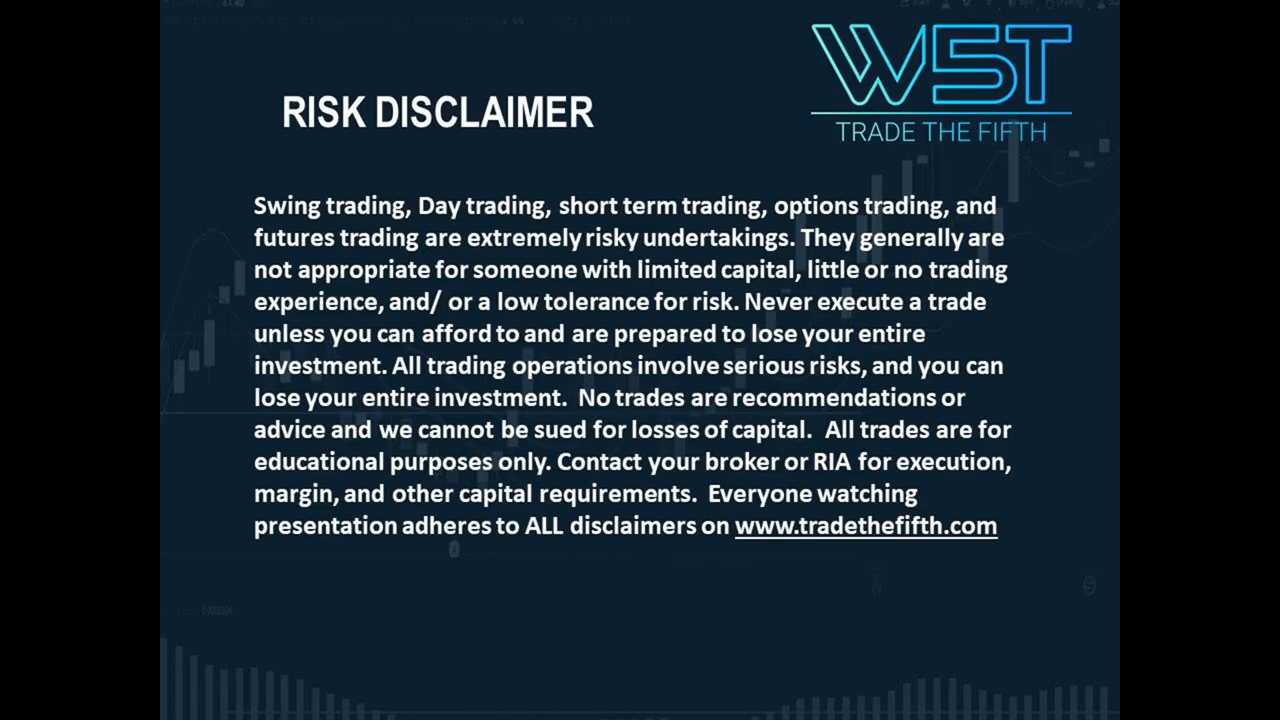 W5T
TRADE THE FIFTH
RISK DISCLAIMER
Swing trading, Day trading, short term trading, options trading, and
futures trading are extremely risky undertakings. They generally are
not appropriate for someone with limited capital, little or no trading
experience, and/ or a low tolerance for risk. Never execute a trade
unless you can afford to and are prepared to lose your entire
investment. All trading operations involve serious risks, and you can
lose your entire investment.  No trades are recommendations or
advice and we cannot be sued for losses of capital.  All trades are for
educational purposes only. Contact your broker or RIA for execution,
margin, and other capital requirements.  Everyone watching
presentation adheres to ALL disclaimers on www.tradethefifth.com